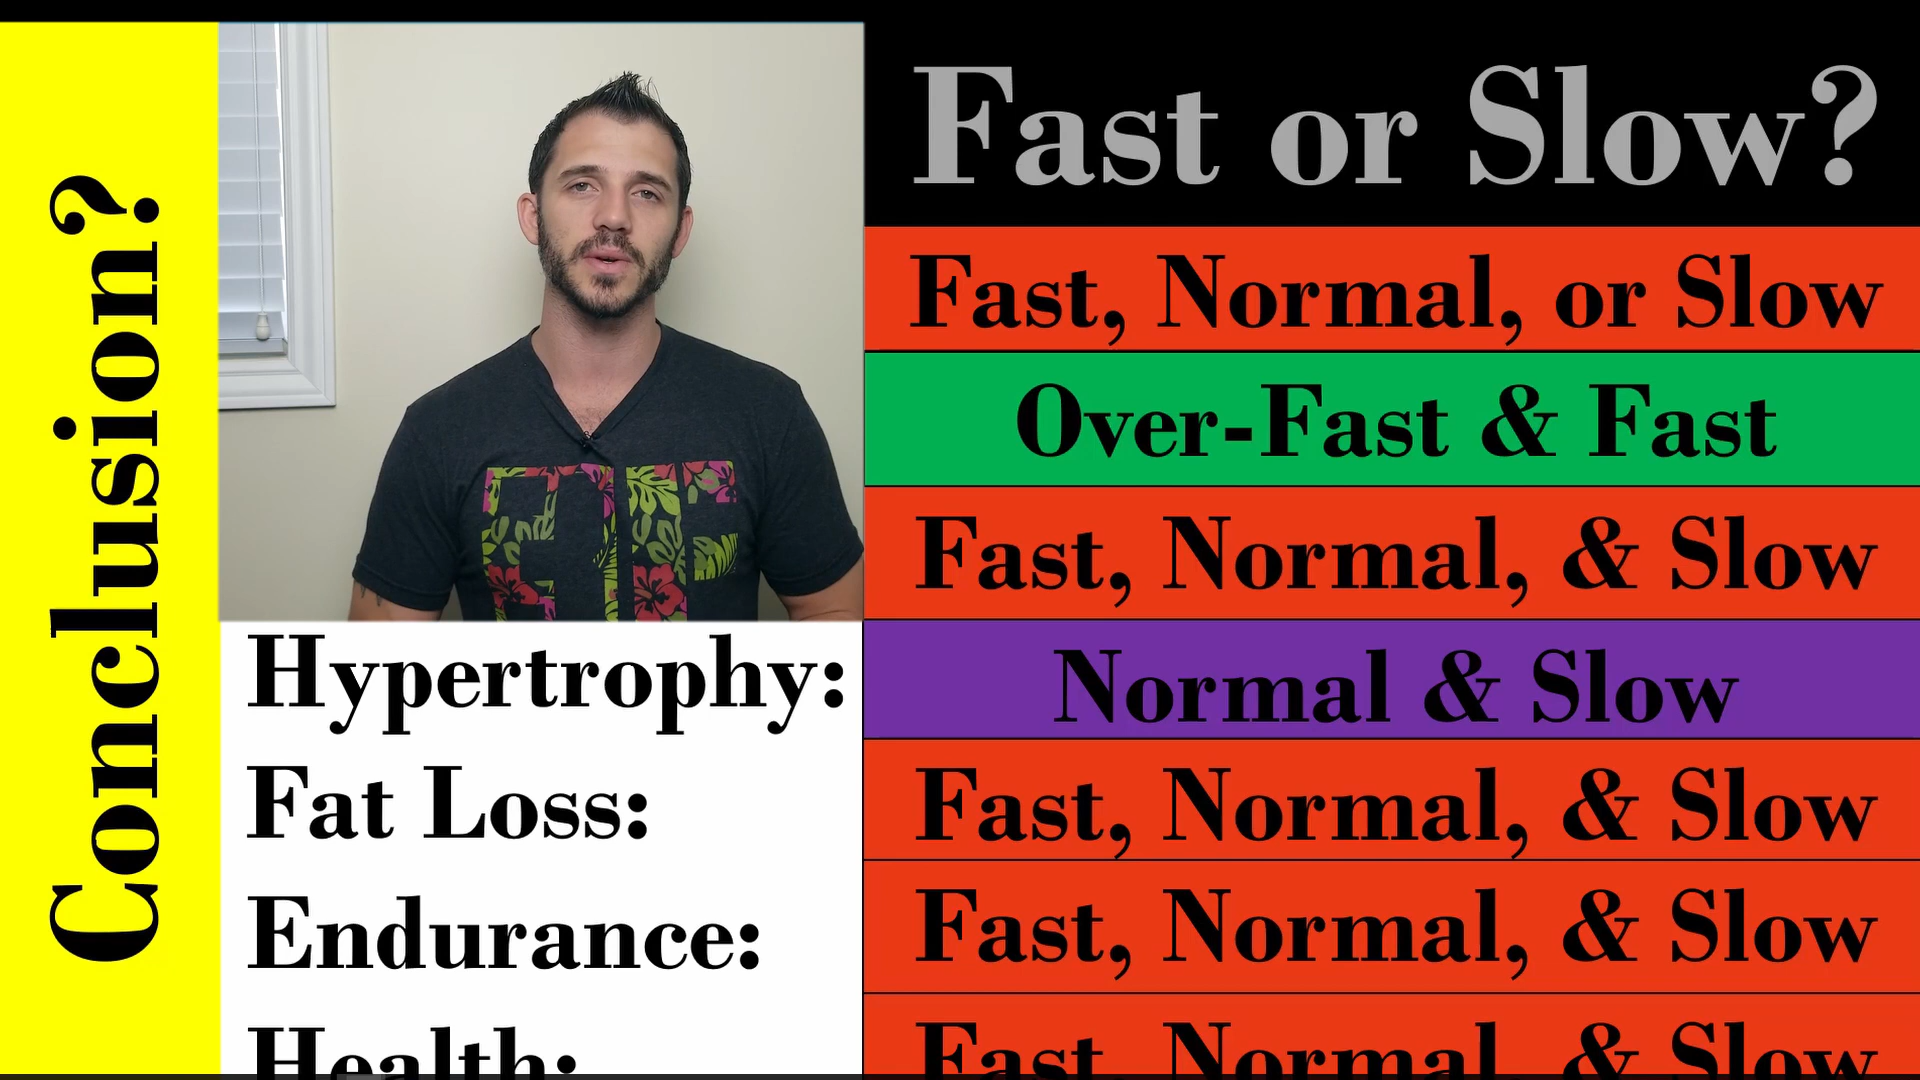 Conclusion?
Fast or Slow?
Fast, Normal, or Slow
Over-Fast & Fast
Fast, Normal, & Slow
Hypertrophy: Normal & Slow
Fat Loss: Fast, Normal, & Slow
Endurance: Fast, Normal, & Slow
Health: Fast, Normal, & Slow